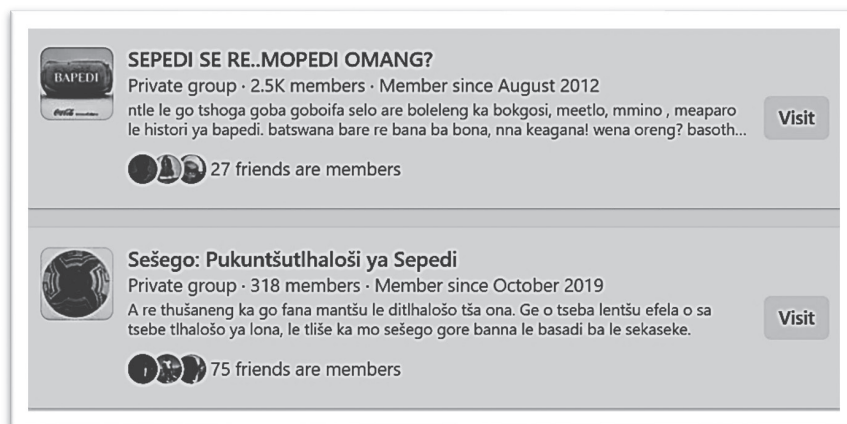 BAPEDI
SEPEDI SE RE..MOPEDI OMANG?
Private group · 2.5K members · Member since August 2012
ntle le go tshoga goba goboifa selo are boleleng ka bokgosi, meetlo, mmino , meaparo
le histori ya bapedi. batswana bare re bana ba bona, nna keagana! wena oreng? basoth...
Visit
Coca-Cola
27 friends are members
Sešego: Pukuntšutlhaloši ya Sepedi
Private group · 318 members · Member since October 2019
A re thušaneng ka go fana mantšu le ditlhalošo tša ona. Ge o tseba lentšu efela o sa
tsebe tlhalošo ya lona, le tliše ka mo sešego gore banna le basadi ba le sekaseke.
Visit
75 friends are members